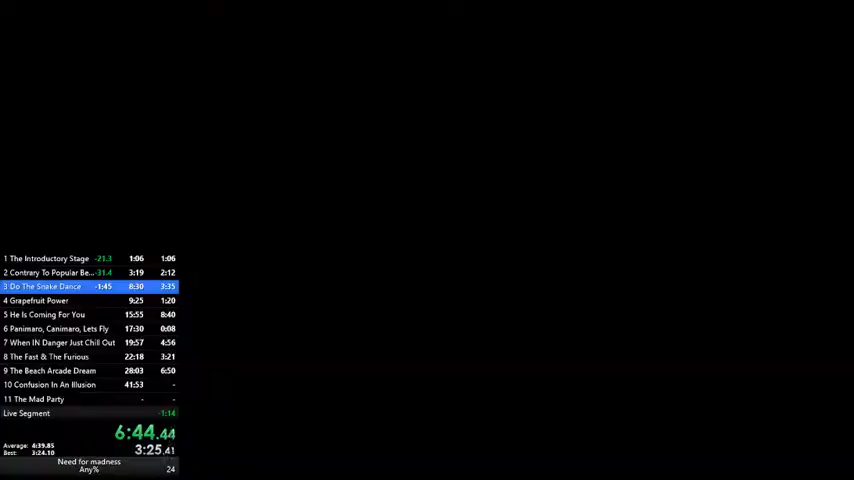 1 The Introductory Stage -21.3 1:06 1:06
2 Contrary To Popular Be... -31.4 3:19 2:12
3 Do The Snake Dance -1:45 8:30 3:35
4 Grapefruit Power 9:25 1:20
5 He Is Coming For You 15:55 8:40
6 Panimaro, Canimaro, Lets Fly 17:30 0:08
7 When IN Danger Just Chill Out 19:57 4:56
8 The Fast & The Furious 22:18 3:21
9 The Beach Arcade Dream 28:03 6:50
10 Confusion In An Illusion 41:53 -
11 The Mad Party - -
Live Segment -1:14
6:44.44
Average: 4:39.85
Best: 3:24.10
3:25.41
Need for madness
Any% 24